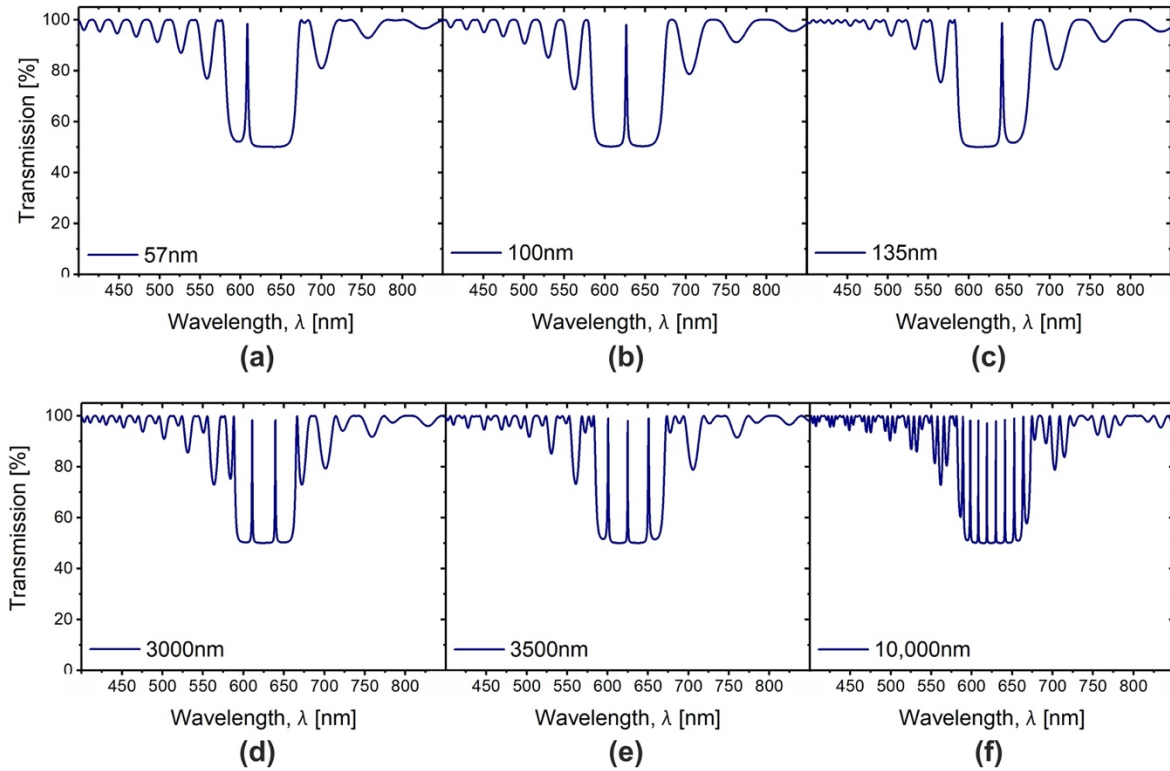 100
80
60
40
20
0
Transmission [%]
57nm
100nm
135nm
450 500 550 600 650 700 750 800
450 500 550 600 650 700 750 800
450 500 550 600 650 700 750 800
Wavelength, λ [nm]
Wavelength, λ [nm]
Wavelength, λ [nm]
(a)
(b)
(c)
100
80
60
40
20
0
Transmission [%]
3000nm
3500nm
10,000nm
450 500 550 600 650 700 750 800
450 500 550 600 650 700 750 800
450 500 550 600 650 700 750 800
Wavelength, λ [nm]
Wavelength, λ [nm]
Wavelength, λ [nm]
(d)
(e)
(f)